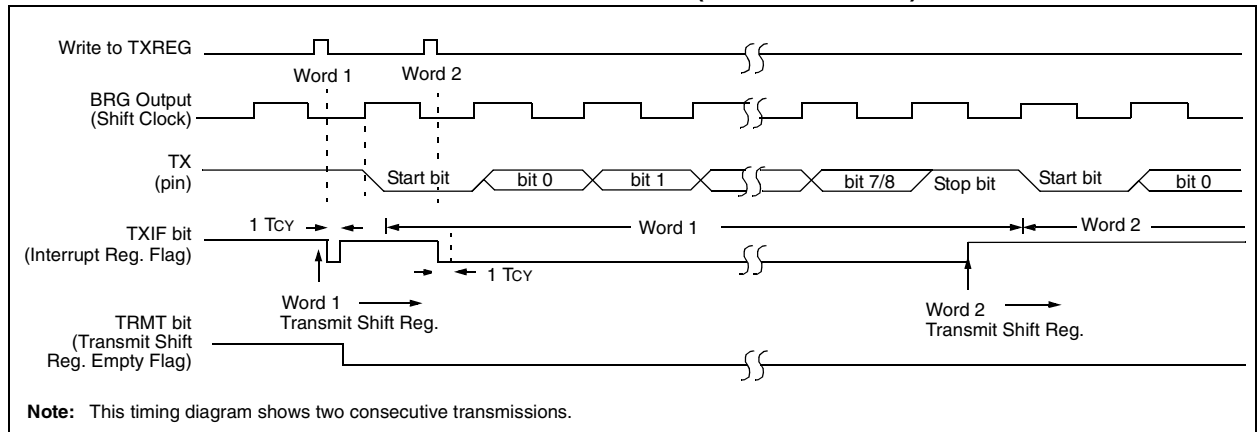 Write to TXREG
Word 1
Word 2
BRG Output
(Shift Clock)
TX
(pin)
Start bit
bit 0
bit 1
bit 7/8
Stop bit
Start bit
bit 0
1 TCY
Word 1
Word 2
TXIF bit
(Interrupt Reg. Flag)
1 TCY
Word 1
Transmit Shift Reg.
Word 2
Transmit Shift Reg.
TRMT bit
(Transmit Shift
Reg. Empty Flag)
Note: This timing diagram shows two consecutive transmissions.